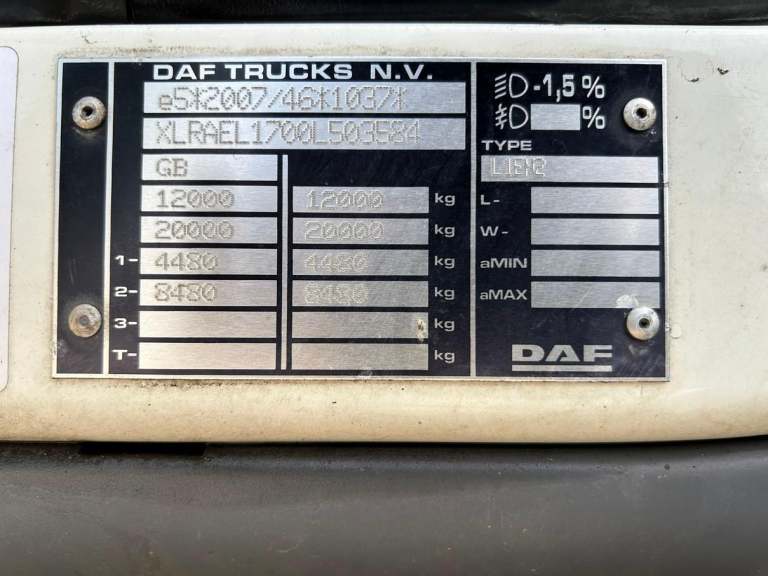 DAF TRUCKS N.V.
e5*2007/46*1037*
XLRAEL1700L503584
GB
12000 12000 kg
20000 20000 kg
1- 4480 4480 kg
2- 8480 8480 kg
3- kg
T- kg
-1,5 %
%
TYPE
L-
W-
aMIN
aMAX
DAF